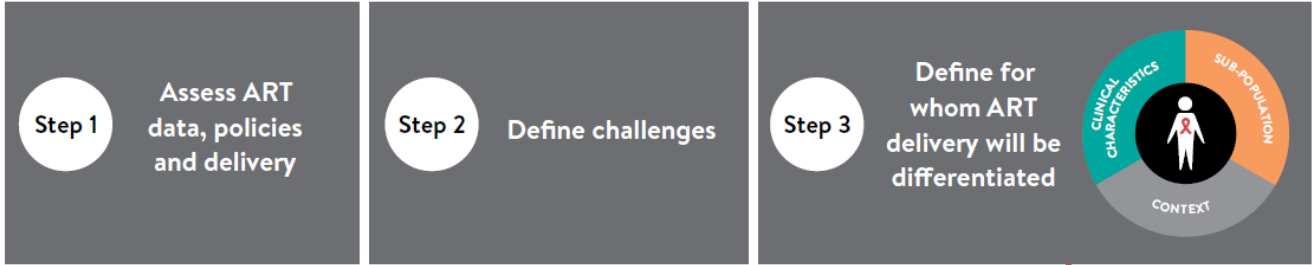 Step 1
Assess ART
data, policies
and delivery
Step 2
Define challenges
Step 3
Define for
whom ART
delivery will be
differentiated
CLINICAL
CHARACTERISTICS
SUB-POPULATION
CONTEXT